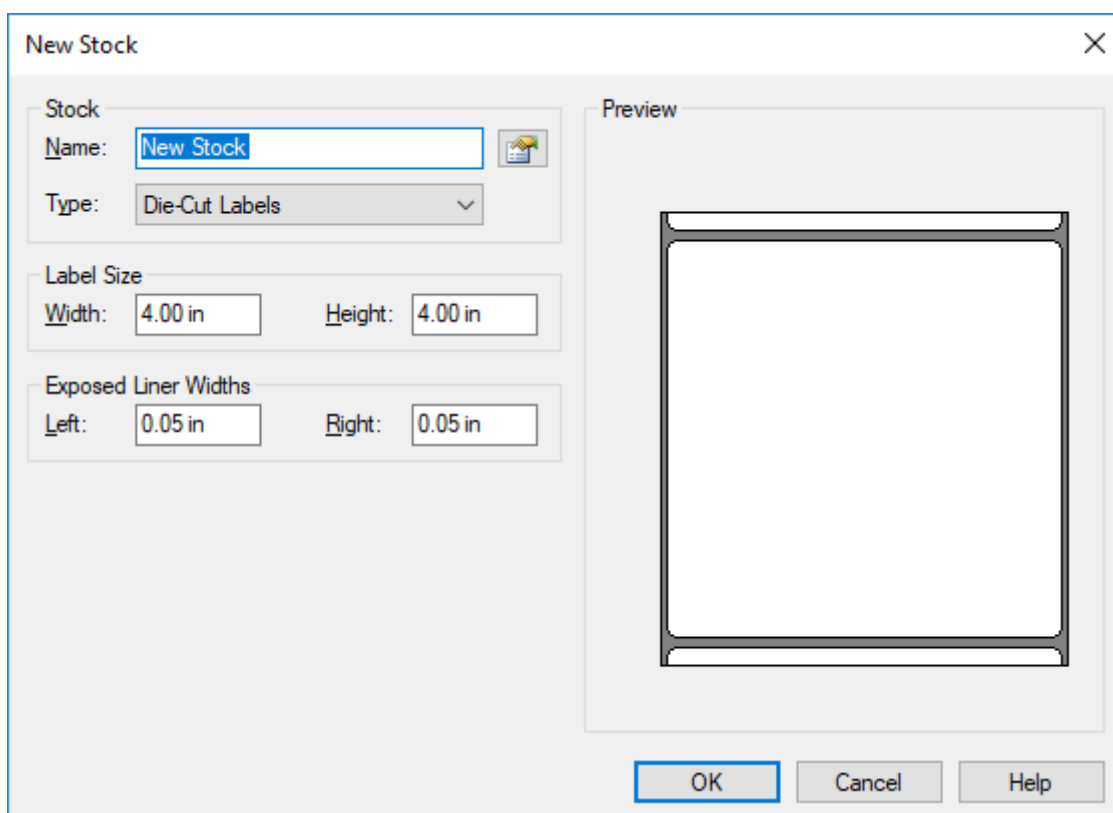 New Stock
Stock
Name: New Stock
Type: Die-Cut Labels
Label Size
Width: 4.00 in Height: 4.00 in
Exposed Liner Widths
Left: 0.05 in Right: 0.05 in
Preview
OK Cancel Help